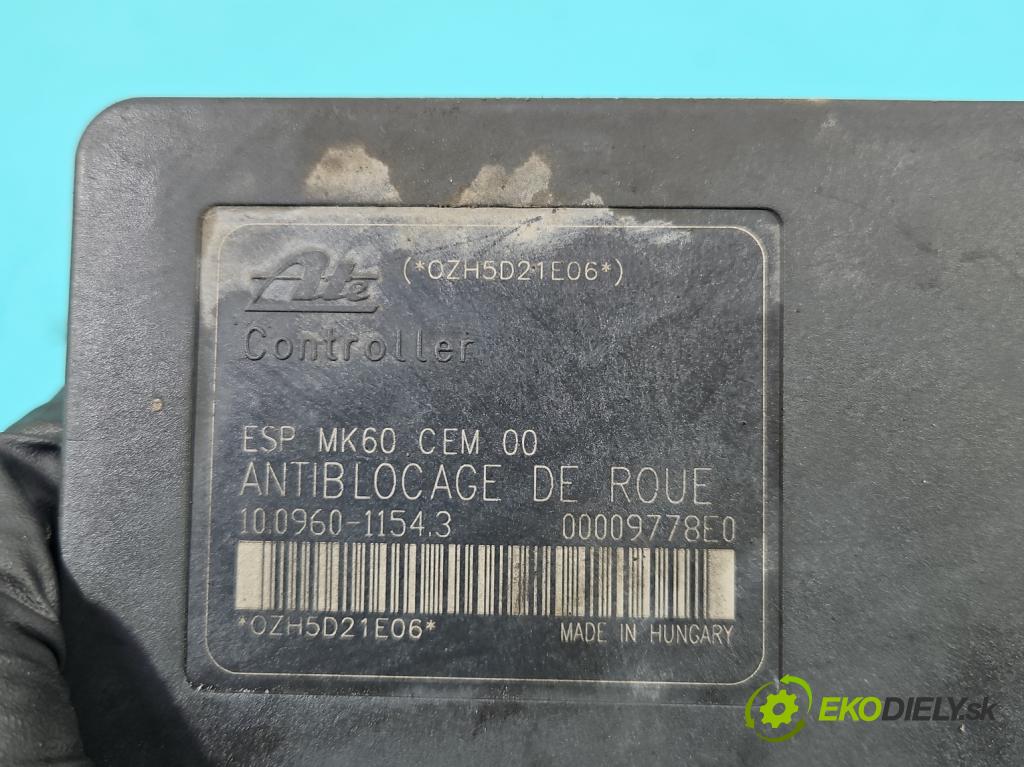 Ate (*OZH5D21E06*)
Controller
ESP MK60 CEM 00
ANTIBLOCAGE DE ROUE
10.0960-1154.3 00009778E0
*OZH5D21E06* MADE IN HUNGARY
EKODIELY.sk